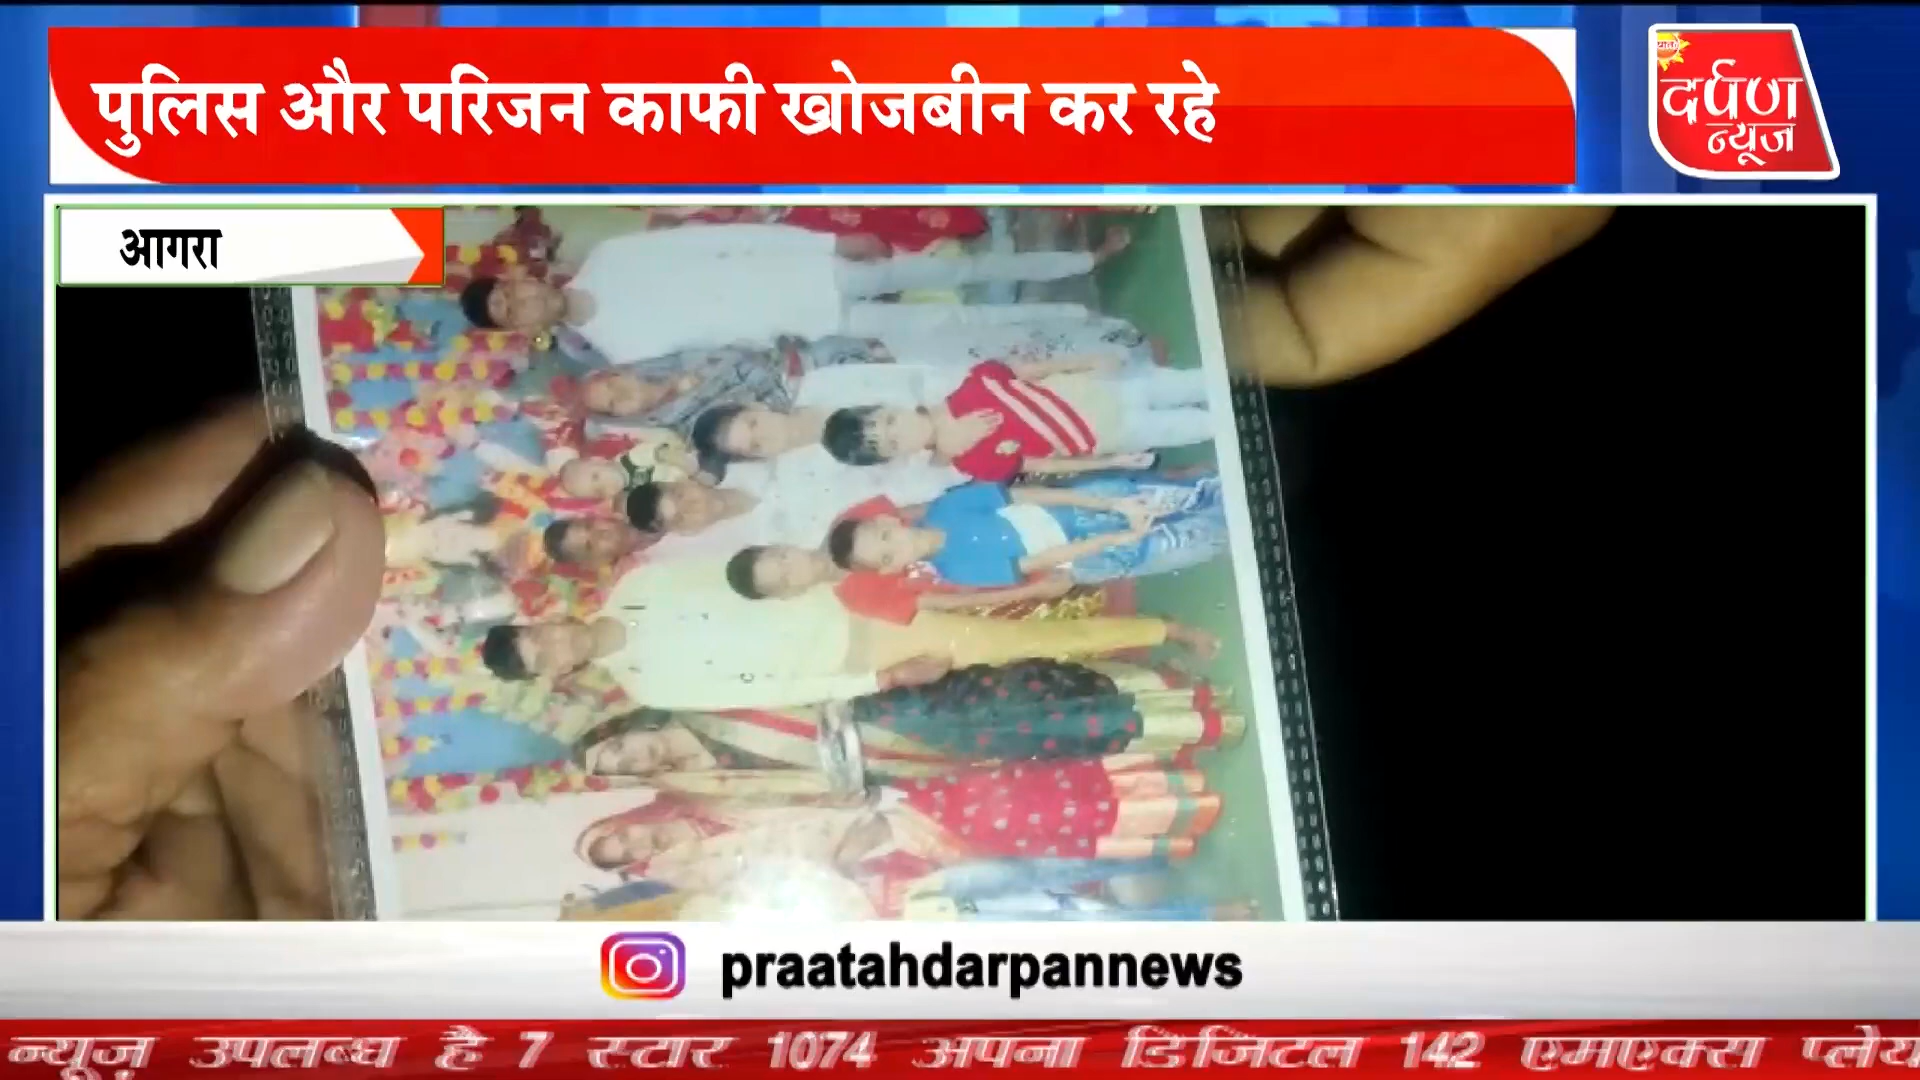 पुलिस और परिजन काफी खोजबीन कर रहे
प्रातः
दर्पण
न्यूज
आगरा
praatahdarpannews
न्यूज़ उपलब्ध है 7 स्टार 1074 अपना डिजिटल 142 एमएक्स प्लेय